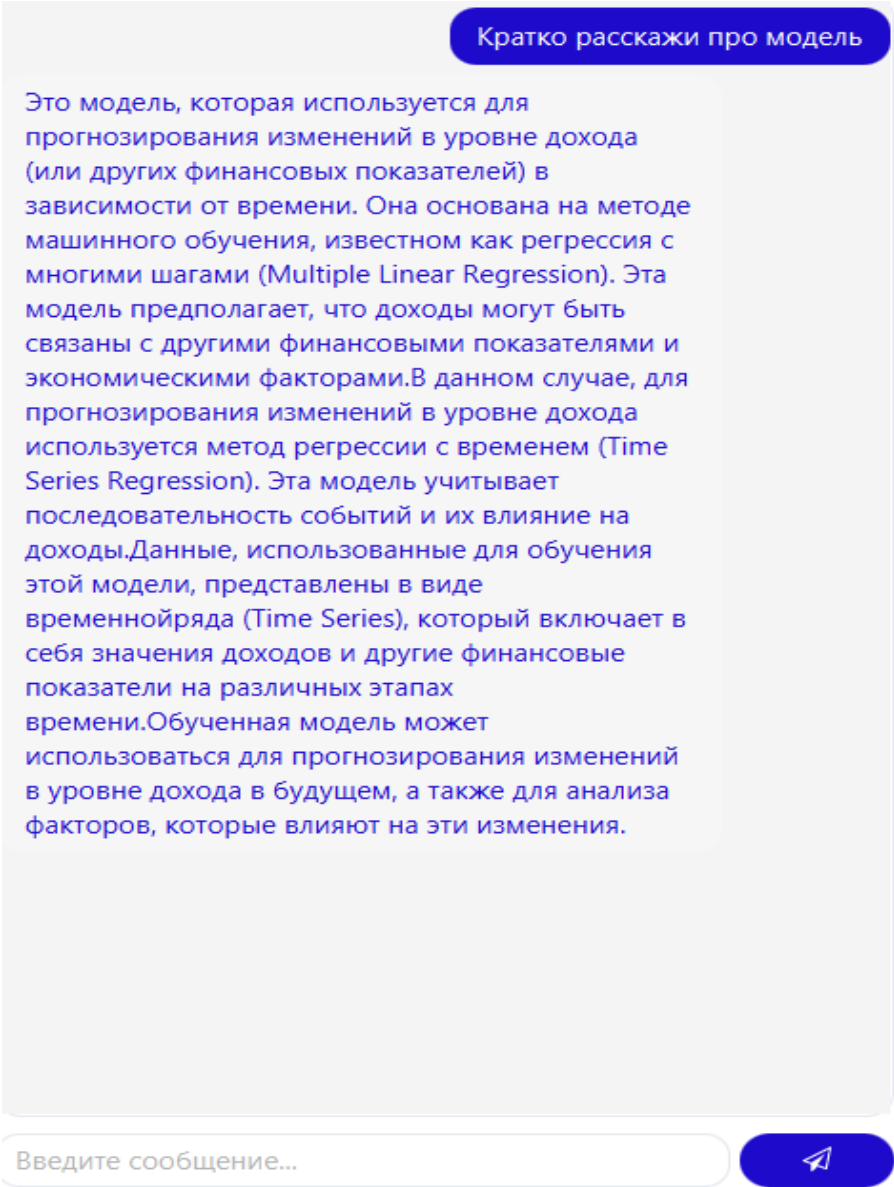 Кратко расскажи про модель
Это модель, которая используется для
прогнозирования изменений в уровне дохода
(или других финансовых показателей) в
зависимости от времени. Она основана на методе
машинного обучения, известном как регрессия с
многими шагами (Multiple Linear Regression). Эта
модель предполагает, что доходы могут быть
связаны с другими финансовыми показателями и
экономическими факторами.В данном случае, для
прогнозирования изменений в уровне дохода
используется метод регрессии с временем (Time
Series Regression). Эта модель учитывает
последовательность событий и их влияние на
доходы.Данные, использованные для обучения
этой модели, представлены в виде
временнойряда (Time Series), который включает в
себя значения доходов и другие финансовые
показатели на различных этапах
времени.Обученная модель может
использоваться для прогнозирования изменений
в уровне дохода в будущем, а также для анализа
факторов, которые влияют на эти изменения.
Введите сообщение...